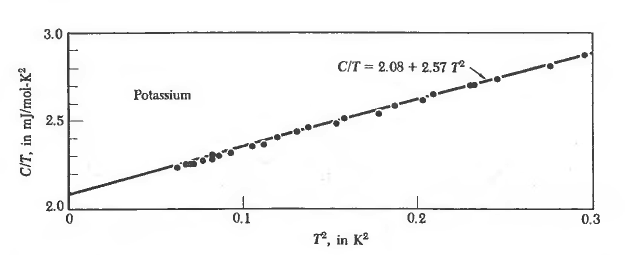 3.0
C/T = 2.08 + 2.57 T²
Potassium
2.5
C/T, in mJ/mol-K²
2.0
0
0.1
0.2
0.3
T², in K²